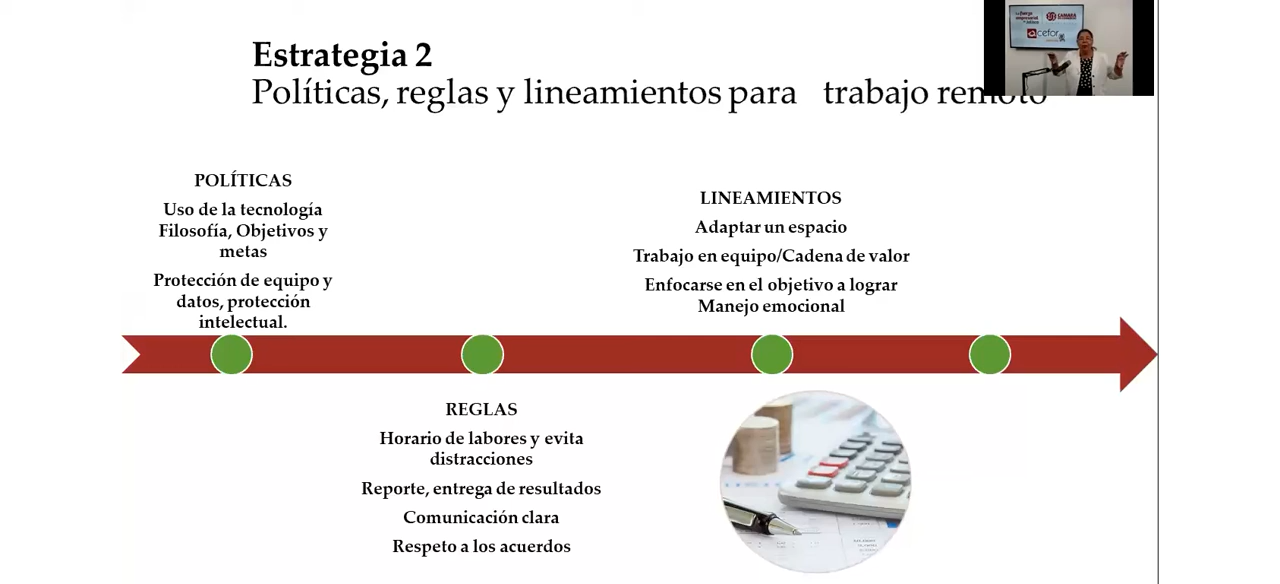 Estrategia 2
Políticas, reglas y lineamientos para trabajo remoto
POLÍTICAS
Uso de la tecnología
Filosofía, Objetivos y
metas
Protección de equipo y
datos, protección
intelectual.
LINEAMIENTOS
Adaptar un espacio
Trabajo en equipo/Cadena de valor
Enfocarse en el objetivo a lograr
Manejo emocional
REGLAS
Horario de labores y evita
distracciones
Reporte, entrega de resultados
Comunicación clara
Respeto a los acuerdos
cefor